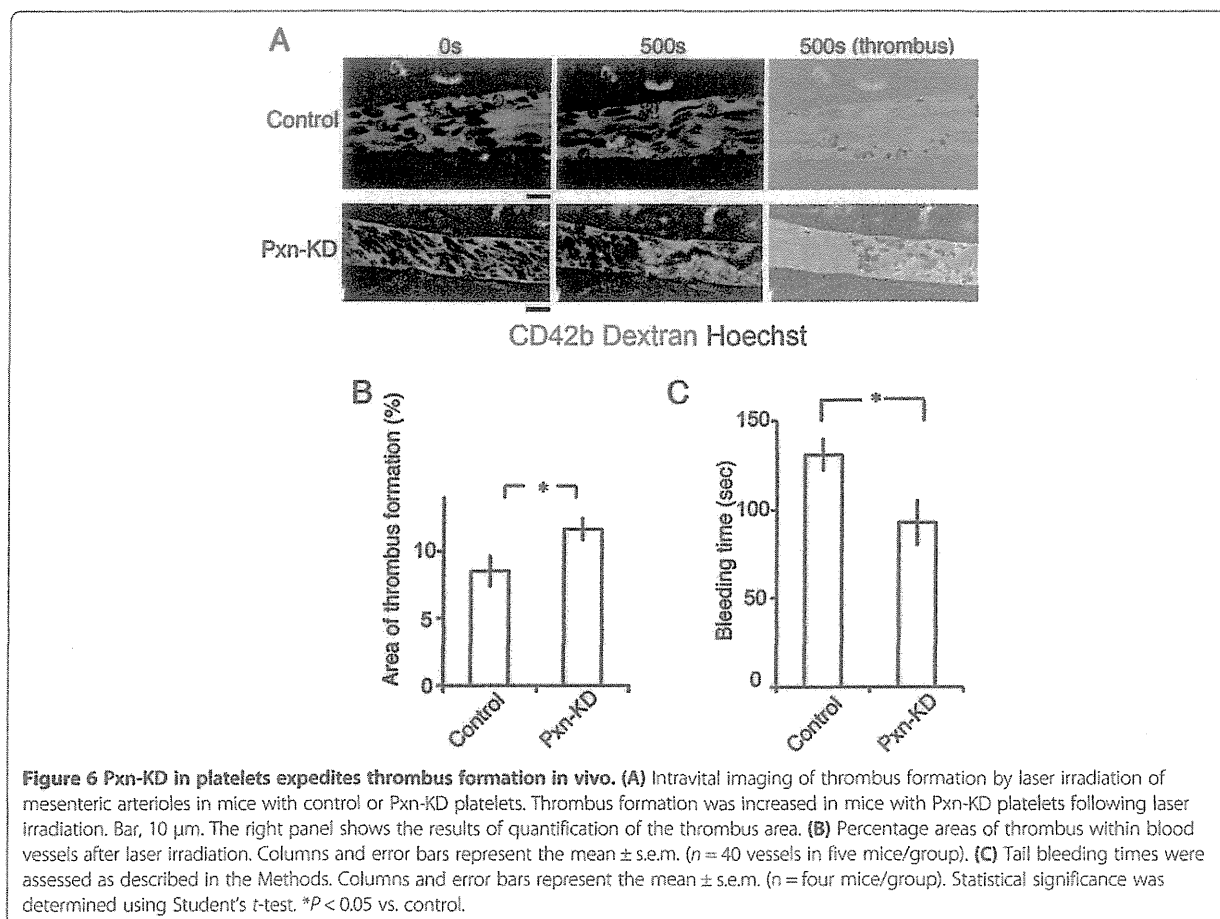 A
0s 500s 500s (thrombus)
Control
Pxn-KD
CD42b Dextran Hoechst
B
Area of thrombus formation (%)
10
5
0
*
Control Pxn-KD
C
Bleeding time (sec)
150
100
50
0
*
Control Pxn-KD
Figure 6 Pxn-KD in platelets expedites thrombus formation in vivo. (A) Intravital imaging of thrombus formation by laser irradiation of
mesenteric arterioles in mice with control or Pxn-KD platelets. Thrombus formation was increased in mice with Pxn-KD platelets following laser
irradiation. Bar, 10 μm. The right panel shows the results of quantification of the thrombus area. (B) Percentage areas of thrombus within blood
vessels after laser irradiation. Columns and error bars represent the mean ± s.e.m. (n = 40 vessels in five mice/group). (C) Tail bleeding times were
assessed as described in the Methods. Columns and error bars represent the mean ± s.e.m. (n = four mice/group). Statistical significance was
determined using Student's t-test. *P < 0.05 vs. control.